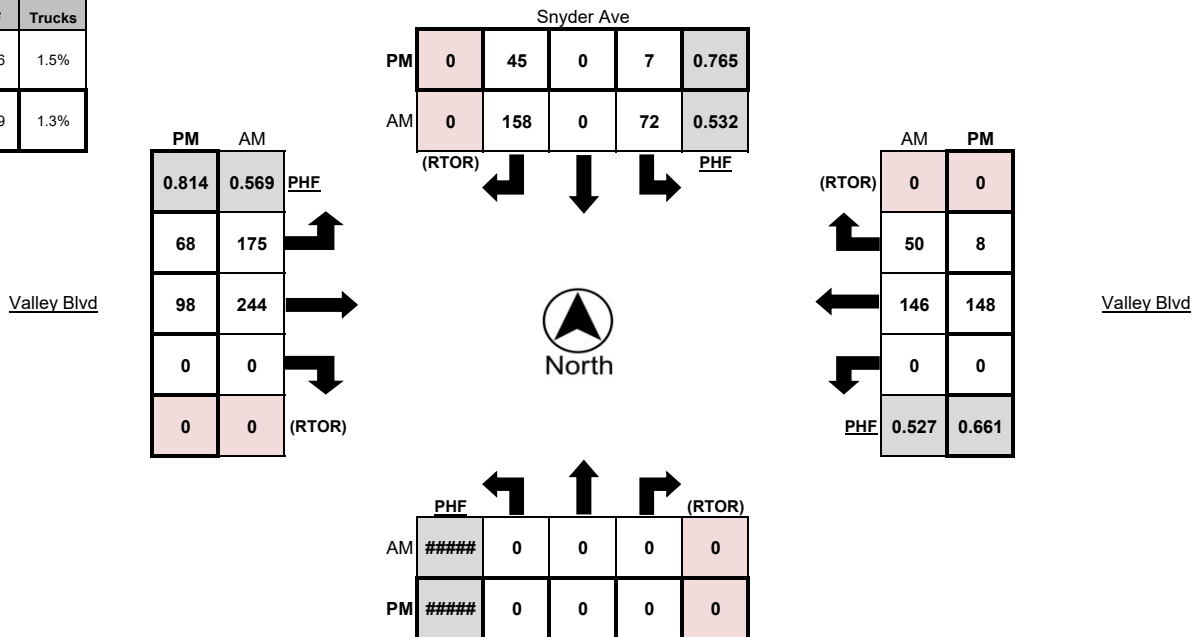 Trucks
6 1.5%
9 1.3%
Snyder Ave
PM 0 45 0 7 0.765
AM 0 158 0 72 0.532
(RTOR) PHF
PM AM
0.814 0.569 PHF
68 175
98 244
0 0
0 0 (RTOR)
Valley Blvd
North
AM PM
(RTOR) 0 0
50 8
146 148
0 0
PHF 0.527 0.661
Valley Blvd
PHF (RTOR)
AM ##### 0 0 0 0
PM ##### 0 0 0 0